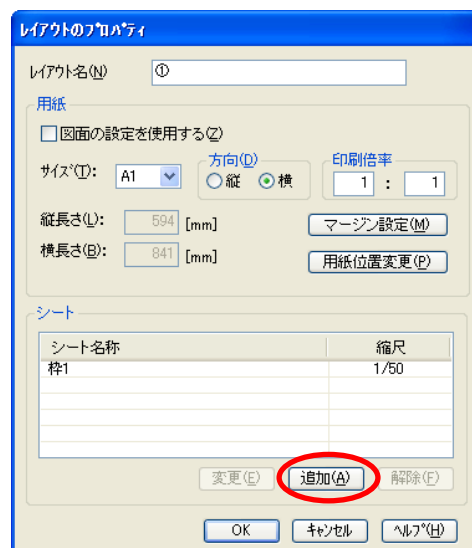 レイアウトのプロパティ
レイアウト名(N) ①
用紙
図面の設定を使用する(Z)
サイズ(T): A1 方向(D) 縦 横 印刷倍率 1 : 1
縦長さ(L): 594 [mm] マージン設定(M)
横長さ(B): 841 [mm] 用紙位置変更(P)
シート
シート名称 縮尺
枠1 1/50
変更(E) 追加(A) 解除(F)
OK キャンセル ヘルプ(H)